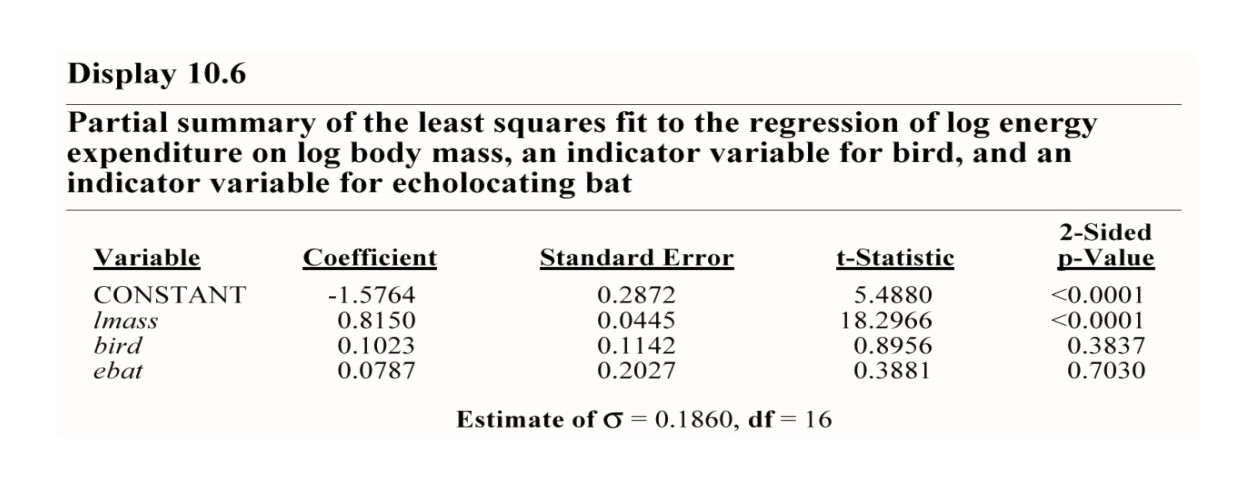 Display 10.6
Partial summary of the least squares fit to the regression of log energy
expenditure on log body mass, an indicator variable for bird, and an
indicator variable for echolocating bat
2-Sided
Variable Coefficient Standard Error t-Statistic p-Value
CONSTANT -1.5764 0.2872 5.4880 <0.0001
lmass 0.8150 0.0445 18.2966 <0.0001
bird 0.1023 0.1142 0.8956 0.3837
ebat 0.0787 0.2027 0.3881 0.7030
Estimate of σ = 0.1860, df = 16